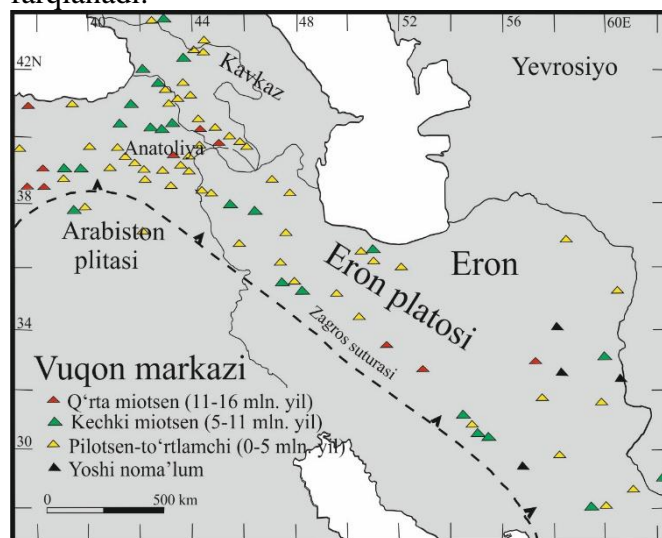 farqlanadi.
40 44 48 52 56 60E
42N
Kavkaz
Yevrosiyo
Anatoliya
38
Arabiston
plitasi
Eron
Eron platosi
34
Zagros suturasi
Vuqon markazi
Q‘rta miotsen (11-16 mln. yil)
Kechki miotsen (5-11 mln. yil)
Pilotsen-to‘rtlamchi (0-5 mln. yil)
Yoshi noma’lum
30
0 500 km